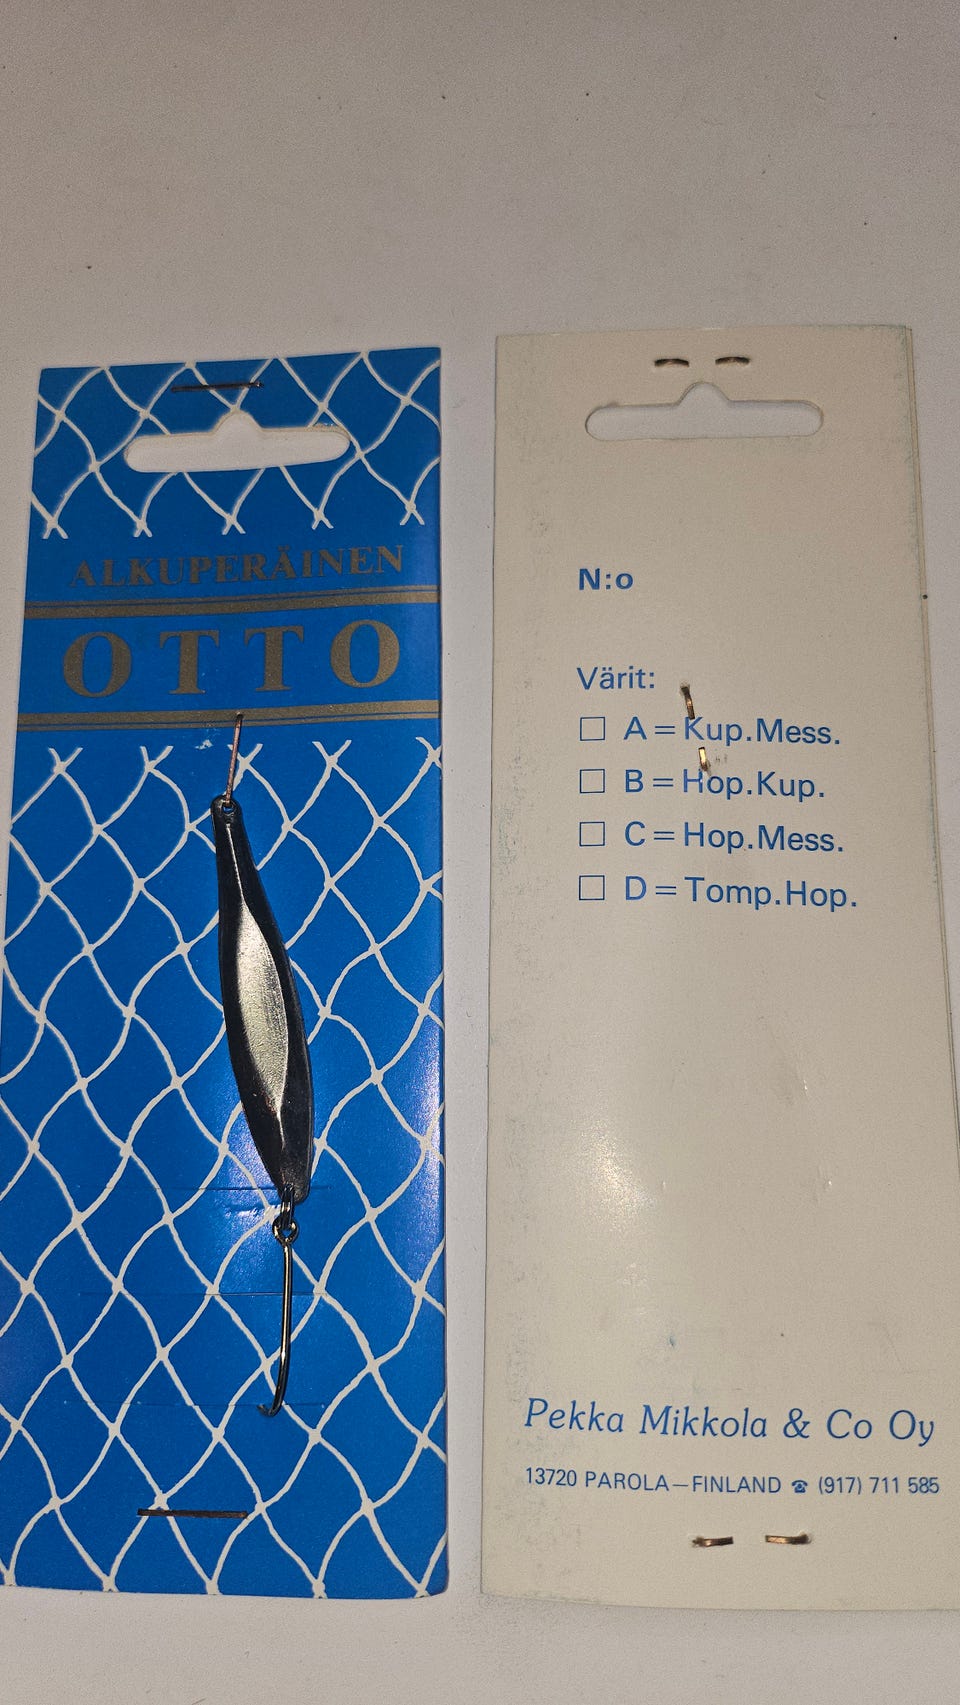 ALKUPERÄINEN
OTTO
N:o
Värit:
☐ A = Kup.Mess.
☐ B = Hop.Kup.
☐ C = Hop.Mess.
☐ D = Tomp.Hop.
Pekka Mikkola & Co Oy
13720 PAROLA—FINLAND ☎ (917) 711 585